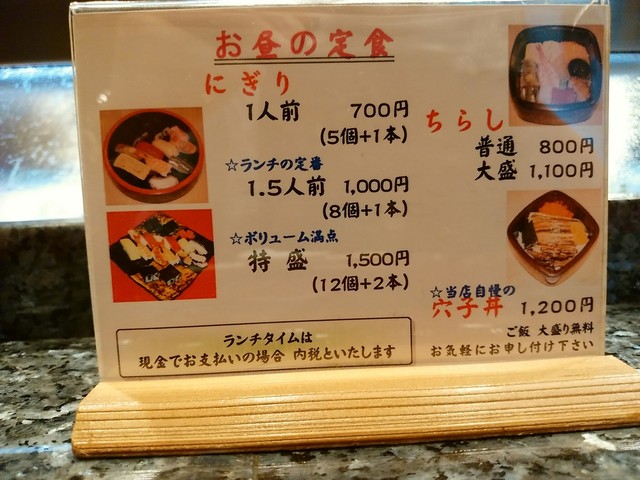 お昼の定食
にぎり
1人前 700円
(5個+1本)
☆ランチの定番
1.5人前 1,000円
(8個+1本)
☆ボリューム満点
特盛 1,500円
(12個+2本)
ちらし
普通 800円
大盛 1,100円
☆当店自慢の
穴子丼 1,200円
ご飯 大盛り無料
お気軽にお申し付け下さい
ランチタイムは
現金でお支払いの場合 内税といたします